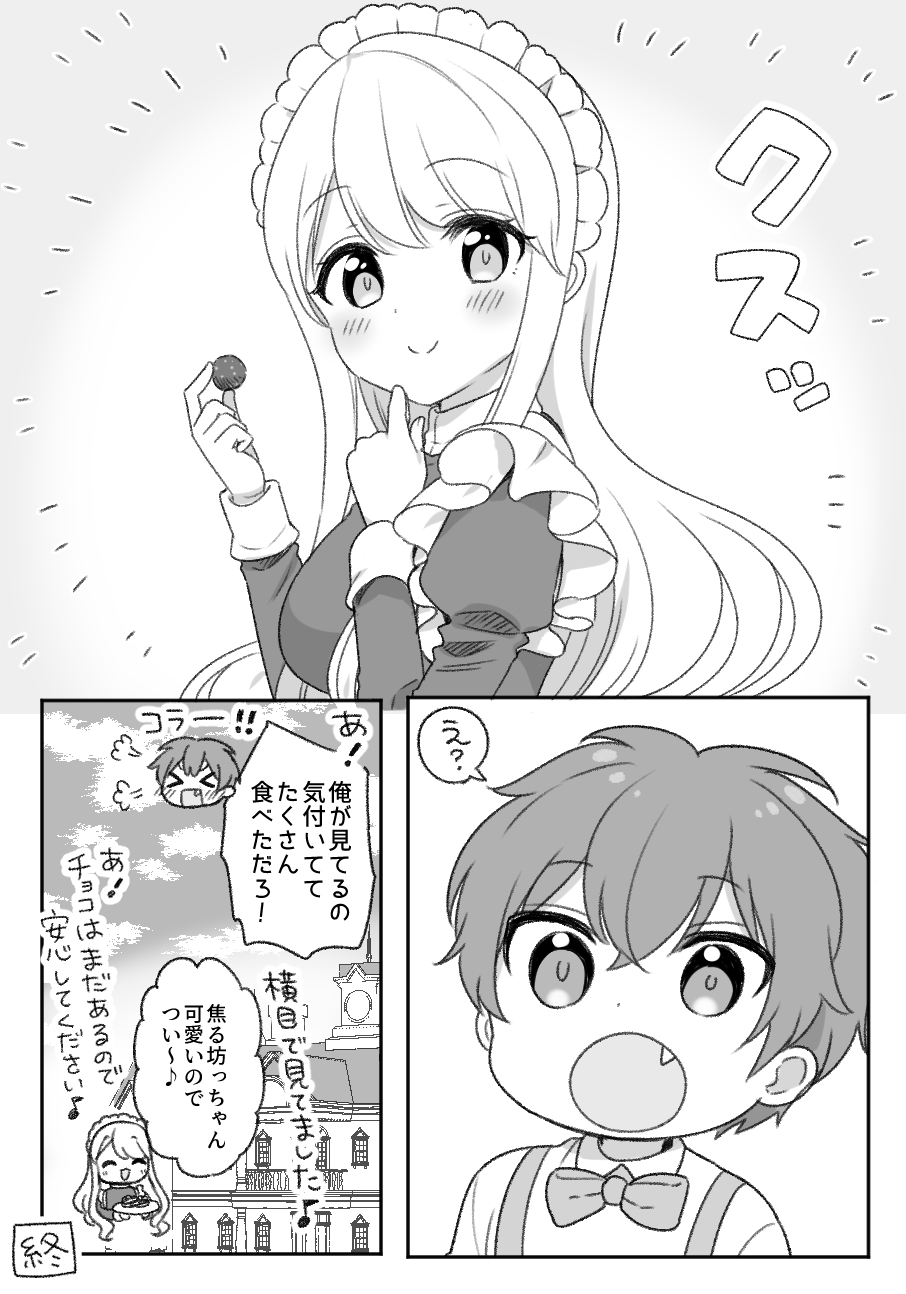 クスッ
え？
あ！
コラー!!
俺が見てるの
気付いてて
たくさん
食べただろ！
横目で見てました♪
焦る坊っちゃん
可愛いので
つい〜♪
あ！
チョコはまだあるので
安心してください♪
終